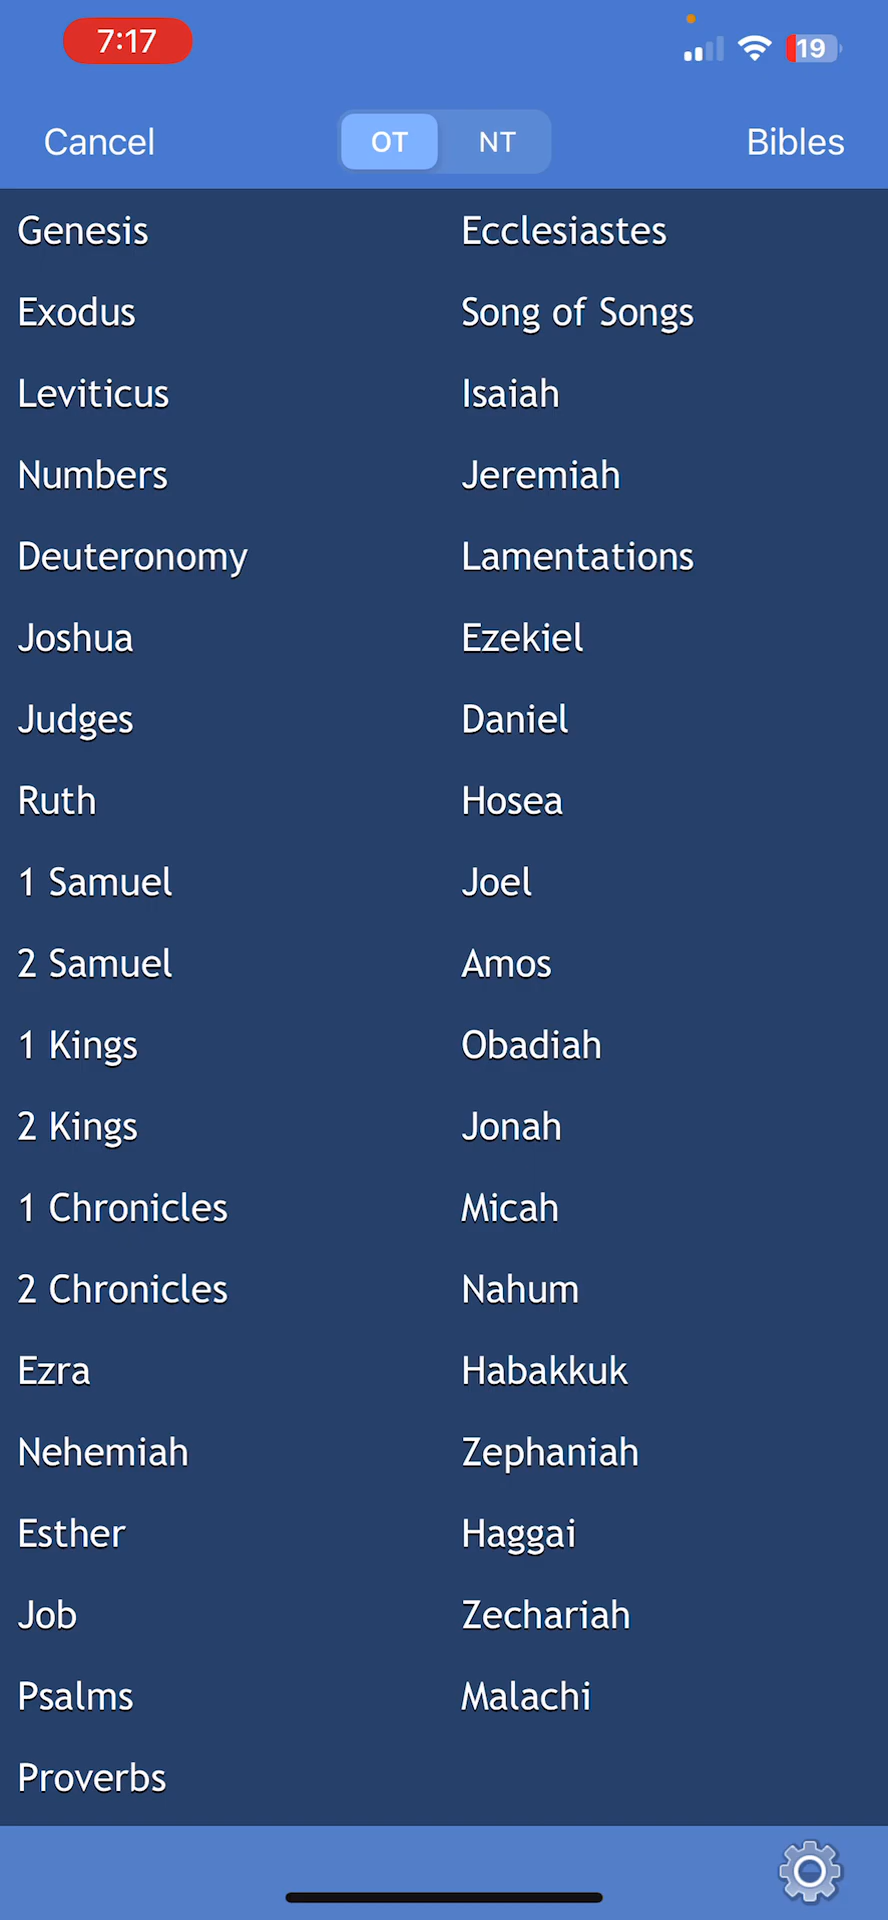 7:17
19
Cancel
OT
NT
Bibles
Genesis
Exodus
Leviticus
Numbers
Deuteronomy
Joshua
Judges
Ruth
1 Samuel
2 Samuel
1 Kings
2 Kings
1 Chronicles
2 Chronicles
Ezra
Nehemiah
Esther
Job
Psalms
Proverbs
Ecclesiastes
Song of Songs
Isaiah
Jeremiah
Lamentations
Ezekiel
Daniel
Hosea
Joel
Amos
Obadiah
Jonah
Micah
Nahum
Habakkuk
Zephaniah
Haggai
Zechariah
Malachi